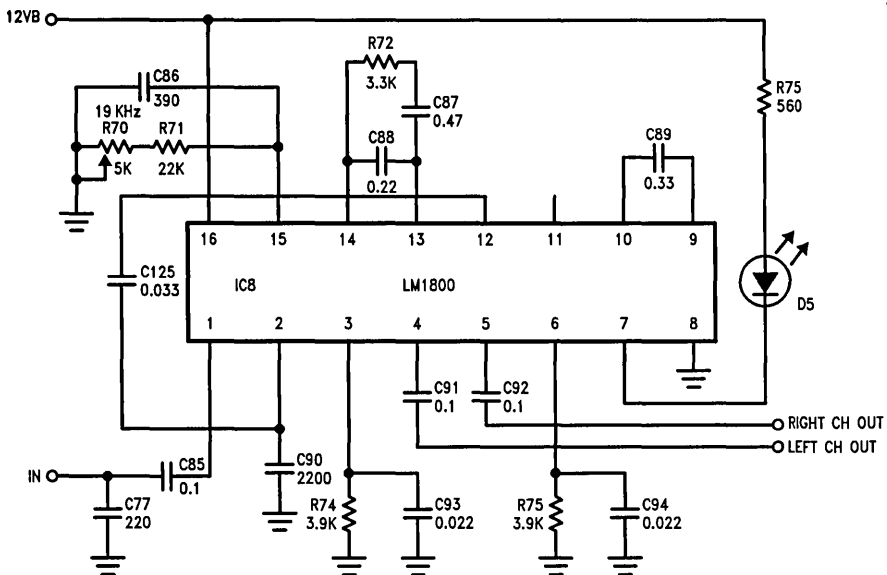 12VB
R72
3.3K
C86
390
R75
560
19 KHz
R70
R71
5K
22K
C87
0.47
C88
0.22
C89
0.33
16
15
14
13
12
11
10
9
C125
0.033
IC8
LM1800
D5
1
2
3
4
5
6
7
8
C91
0.1
C92
0.1
RIGHT CH OUT
LEFT CH OUT
IN
C85
0.1
C90
2200
C77
220
R74
3.9K
C93
0.022
R75
3.9K
C94
0.022